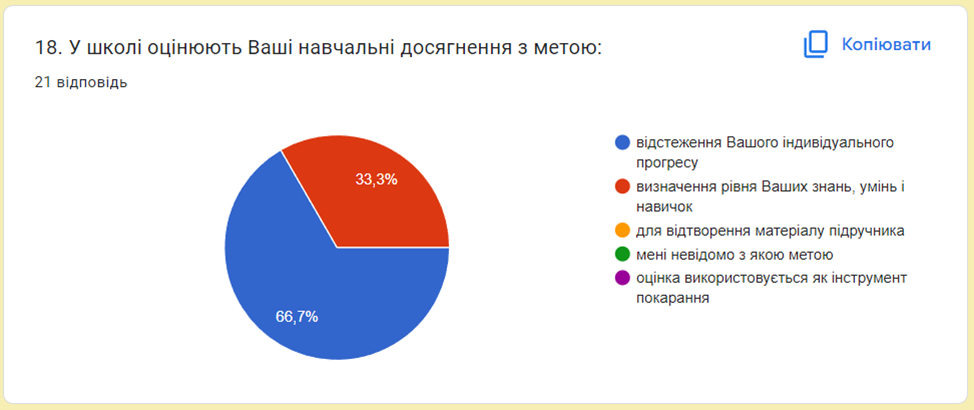 18. У школі оцінюють Ваші навчальні досягнення з метою:
Копіювати
21 відповідь
33,3%
66,7%
відстеження Вашого індивідуального
прогресу
визначення рівня Ваших знань, умінь і
навичок
для відтворення матеріалу підручника
мені невідомо з якою метою
оцінка використовується як інструмент
покарання